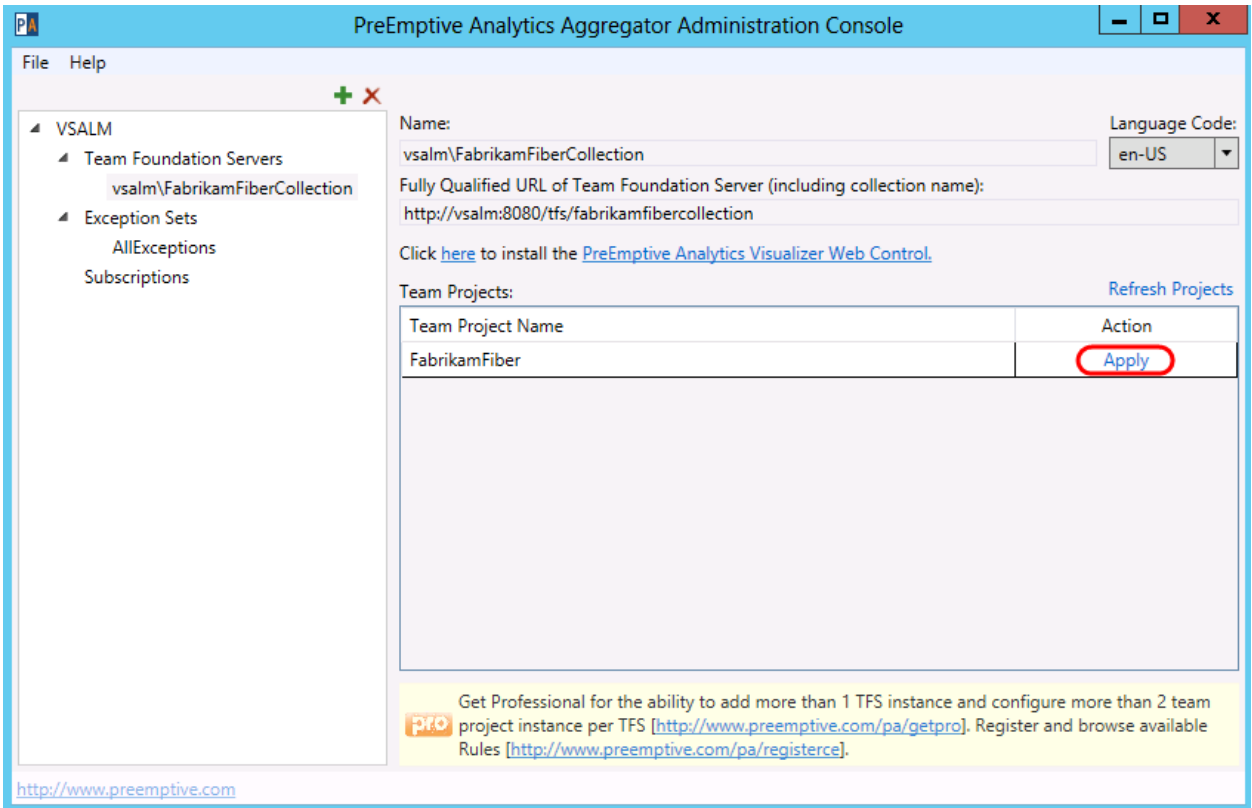 PA
PreEmptive Analytics Aggregator Administration Console
File Help
VSALM
Team Foundation Servers
vsalm\FabrikamFiberCollection
Exception Sets
AllExceptions
Subscriptions
Name:
Language Code:
vsalm\FabrikamFiberCollection
en-US
Fully Qualified URL of Team Foundation Server (including collection name):
http://vsalm:8080/tfs/fabrikamfibercollection
Click here to install the PreEmptive Analytics Visualizer Web Control.
Team Projects:
Refresh Projects
Team Project Name
Action
FabrikamFiber
Apply
pro
Get Professional for the ability to add more than 1 TFS instance and configure more than 2 team
project instance per TFS [http://www.preemptive.com/pa/getpro]. Register and browse available
Rules [http://www.preemptive.com/pa/registerce].
http://www.preemptive.com